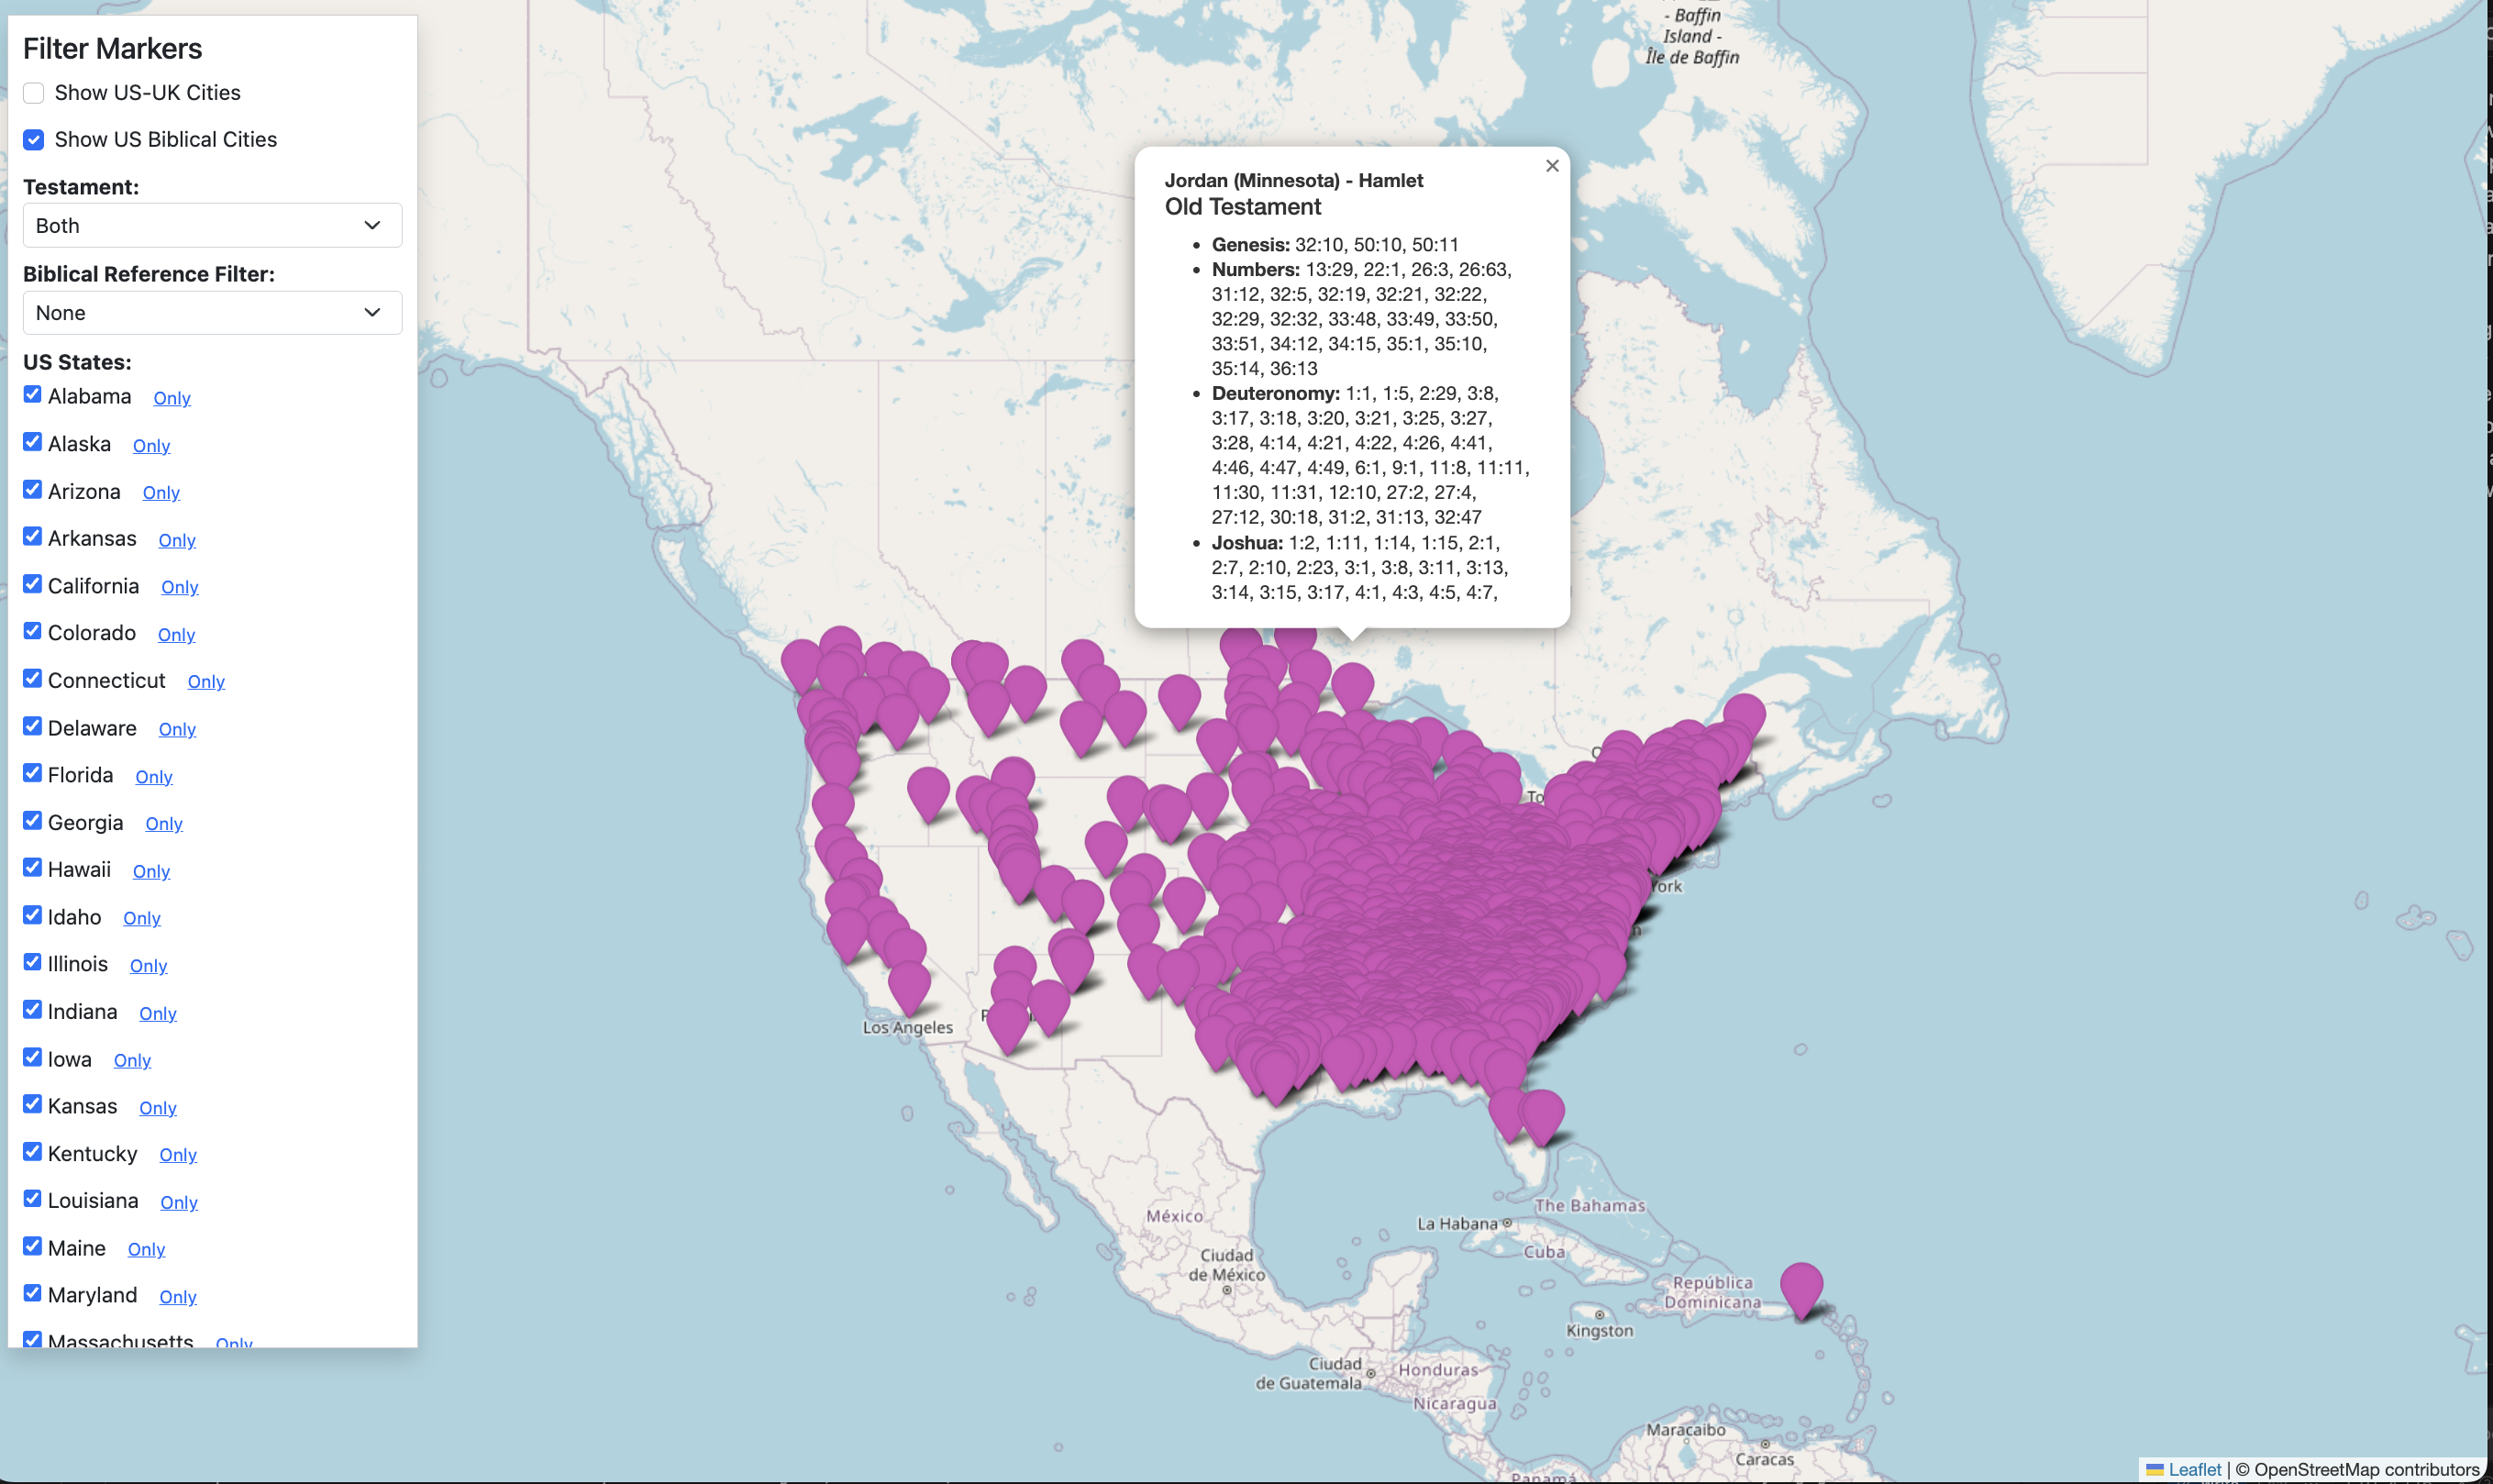 Filter Markers
Show US-UK Cities
Show US Biblical Cities
Testament:
Both
Biblical Reference Filter:
None
US States:
Alabama Only
Alaska Only
Arizona Only
Arkansas Only
California Only
Colorado Only
Connecticut Only
Delaware Only
Florida Only
Georgia Only
Hawaii Only
Idaho Only
Illinois Only
Indiana Only
Iowa Only
Kansas Only
Kentucky Only
Louisiana Only
Maine Only
Maryland Only
Massachusetts Only
- Baffin
Island -
Île de Baffin
×
Jordan (Minnesota) - Hamlet
Old Testament
• Genesis: 32:10, 50:10, 50:11
• Numbers: 13:29, 22:1, 26:3, 26:63,
31:12, 32:5, 32:19, 32:21, 32:22,
32:29, 32:32, 33:48, 33:49, 33:50,
33:51, 34:12, 34:15, 35:1, 35:10,
35:14, 36:13
• Deuteronomy: 1:1, 1:5, 2:29, 3:8,
3:17, 3:18, 3:20, 3:21, 3:25, 3:27,
3:28, 4:14, 4:21, 4:22, 4:26, 4:41,
4:46, 4:47, 4:49, 6:1, 9:1, 11:8, 11:11,
11:30, 11:31, 12:10, 27:2, 27:4,
27:12, 30:18, 31:2, 31:13, 32:47
• Joshua: 1:2, 1:11, 1:14, 1:15, 2:1,
2:7, 2:10, 2:23, 3:1, 3:8, 3:11, 3:13,
3:14, 3:15, 3:17, 4:1, 4:3, 4:5, 4:7,
To
York
Los Angeles
México
Ciudad
de México
La Habana
The Bahamas
Cuba
República
Dominicana
Kingston
Ciudad
de Guatemala
Honduras
Nicaragua
Maracaibo
Caracas
Panamá
Leaflet | © OpenStreetMap contributors